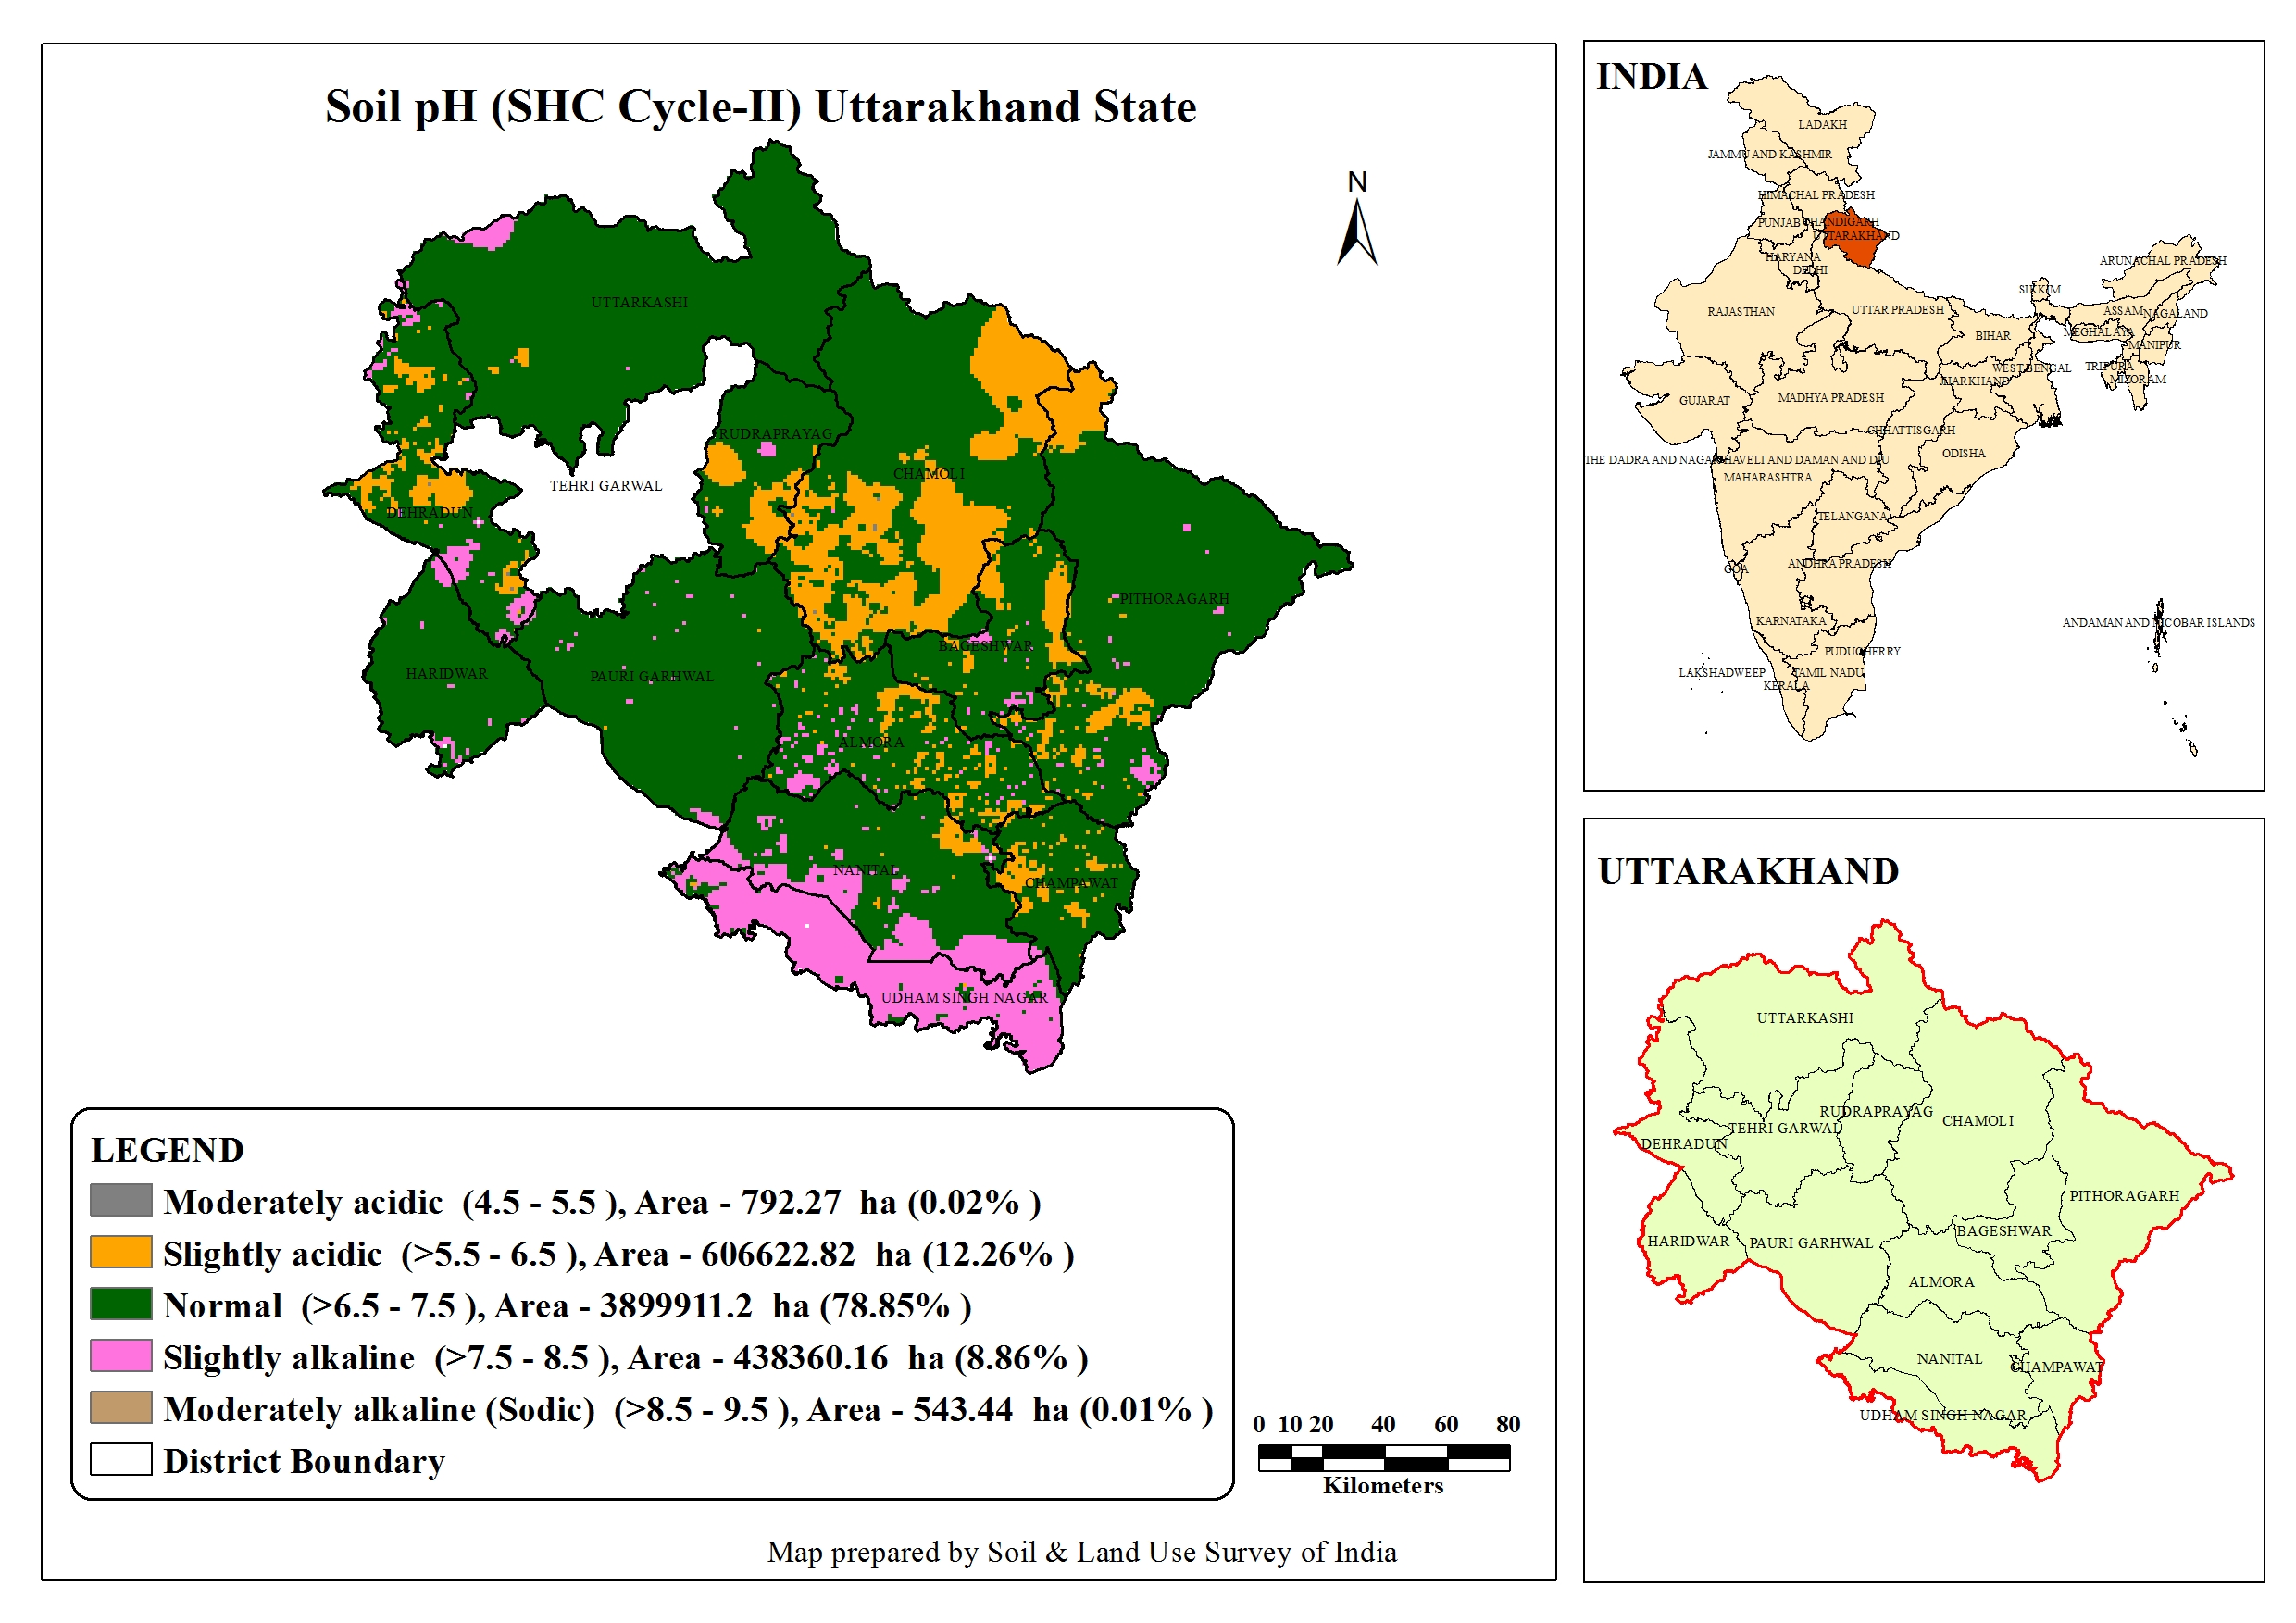 Soil pH (SHC Cycle-II) Uttarakhand State
N
UTTARKASHI
RUDRAPRAYAG
CHAMOLI
TEHRI GARWAL
DEHRADUN
PITHORAGARH
BAGESHWAR
HARIDWAR
PAURI GARHWAL
ALMORA
NANITAL
CHAMPAWAT
UDHAM SINGH NAGAR
LEGEND
Moderately acidic (4.5 - 5.5 ), Area - 792.27 ha (0.02% )
Slightly acidic (>5.5 - 6.5 ), Area - 606622.82 ha (12.26% )
Normal (>6.5 - 7.5 ), Area - 3899911.2 ha (78.85% )
Slightly alkaline (>7.5 - 8.5 ), Area - 438360.16 ha (8.86% )
Moderately alkaline (Sodic) (>8.5 - 9.5 ), Area - 543.44 ha (0.01% )
District Boundary
0 10 20 40 60 80
Kilometers
Map prepared by Soil & Land Use Survey of India
INDIA
LADAKH
JAMMU AND KASHMIR
HIMACHAL PRADESH
PUNJAB
CHANDIGARH
UTTARAKHAND
HARYANA
DELHI
ARUNACHAL PRADESH
SIKKIM
RAJASTHAN
UTTAR PRADESH
ASSAM
NAGALAND
BIHAR
MEGHALAYA
MANIPUR
WEST BENGAL
TRIPURA
JHARKHAND
MIZORAM
GUJARAT
MADHYA PRADESH
CHHATTISGARH
ODISHA
THE DADRA AND NAGAR HAVELI AND DAMAN AND DIU
MAHARASHTRA
TELANGANA
ANDHRA PRADESH
GOA
KARNATAKA
ANDAMAN AND NICOBAR ISLANDS
PUDUCHERRY
LAKSHADWEEP
TAMIL NADU
KERALA
UTTARAKHAND
UTTARKASHI
RUDRAPRAYAG
CHAMOLI
TEHRI GARWAL
DEHRADUN
PITHORAGARH
BAGESHWAR
HARIDWAR
PAURI GARHWAL
ALMORA
NANITAL
CHAMPAWAT
UDHAM SINGH NAGAR